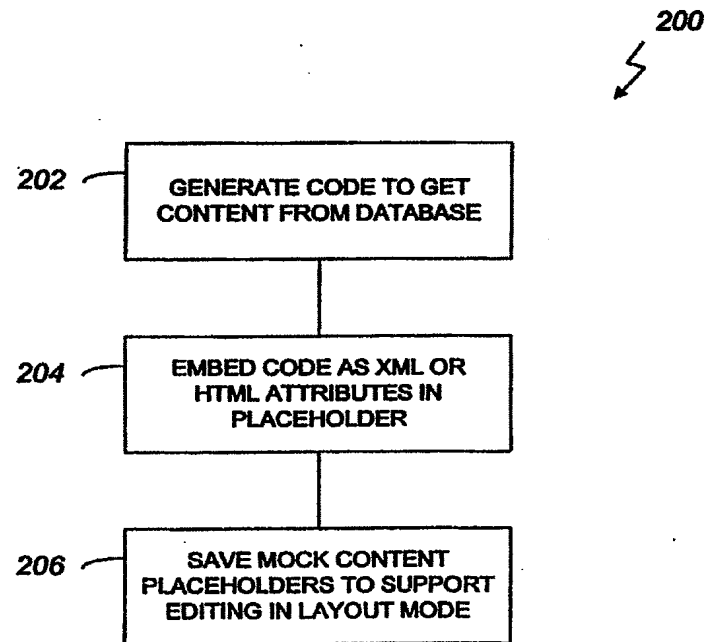 200
202
GENERATE CODE TO GET
CONTENT FROM DATABASE
204
EMBED CODE AS XML OR
HTML ATTRIBUTES IN
PLACEHOLDER
206
SAVE MOCK CONTENT
PLACEHOLDERS TO SUPPORT
EDITING IN LAYOUT MODE